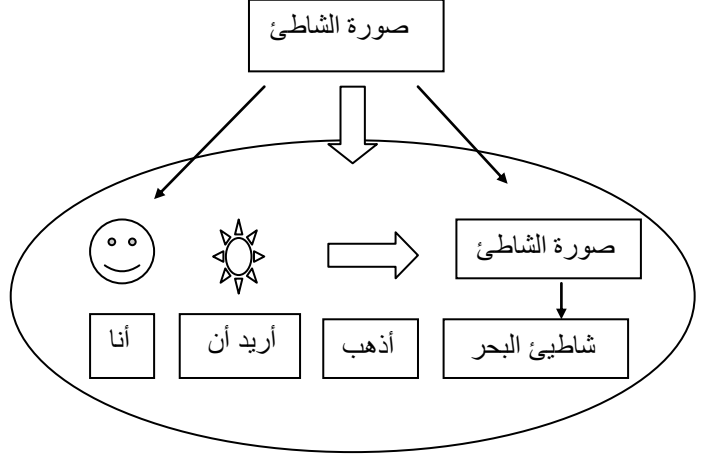 صورة الشاطئ
صورة الشاطئ
أنا
أريد أن
أذهب
شاطيئ البحر